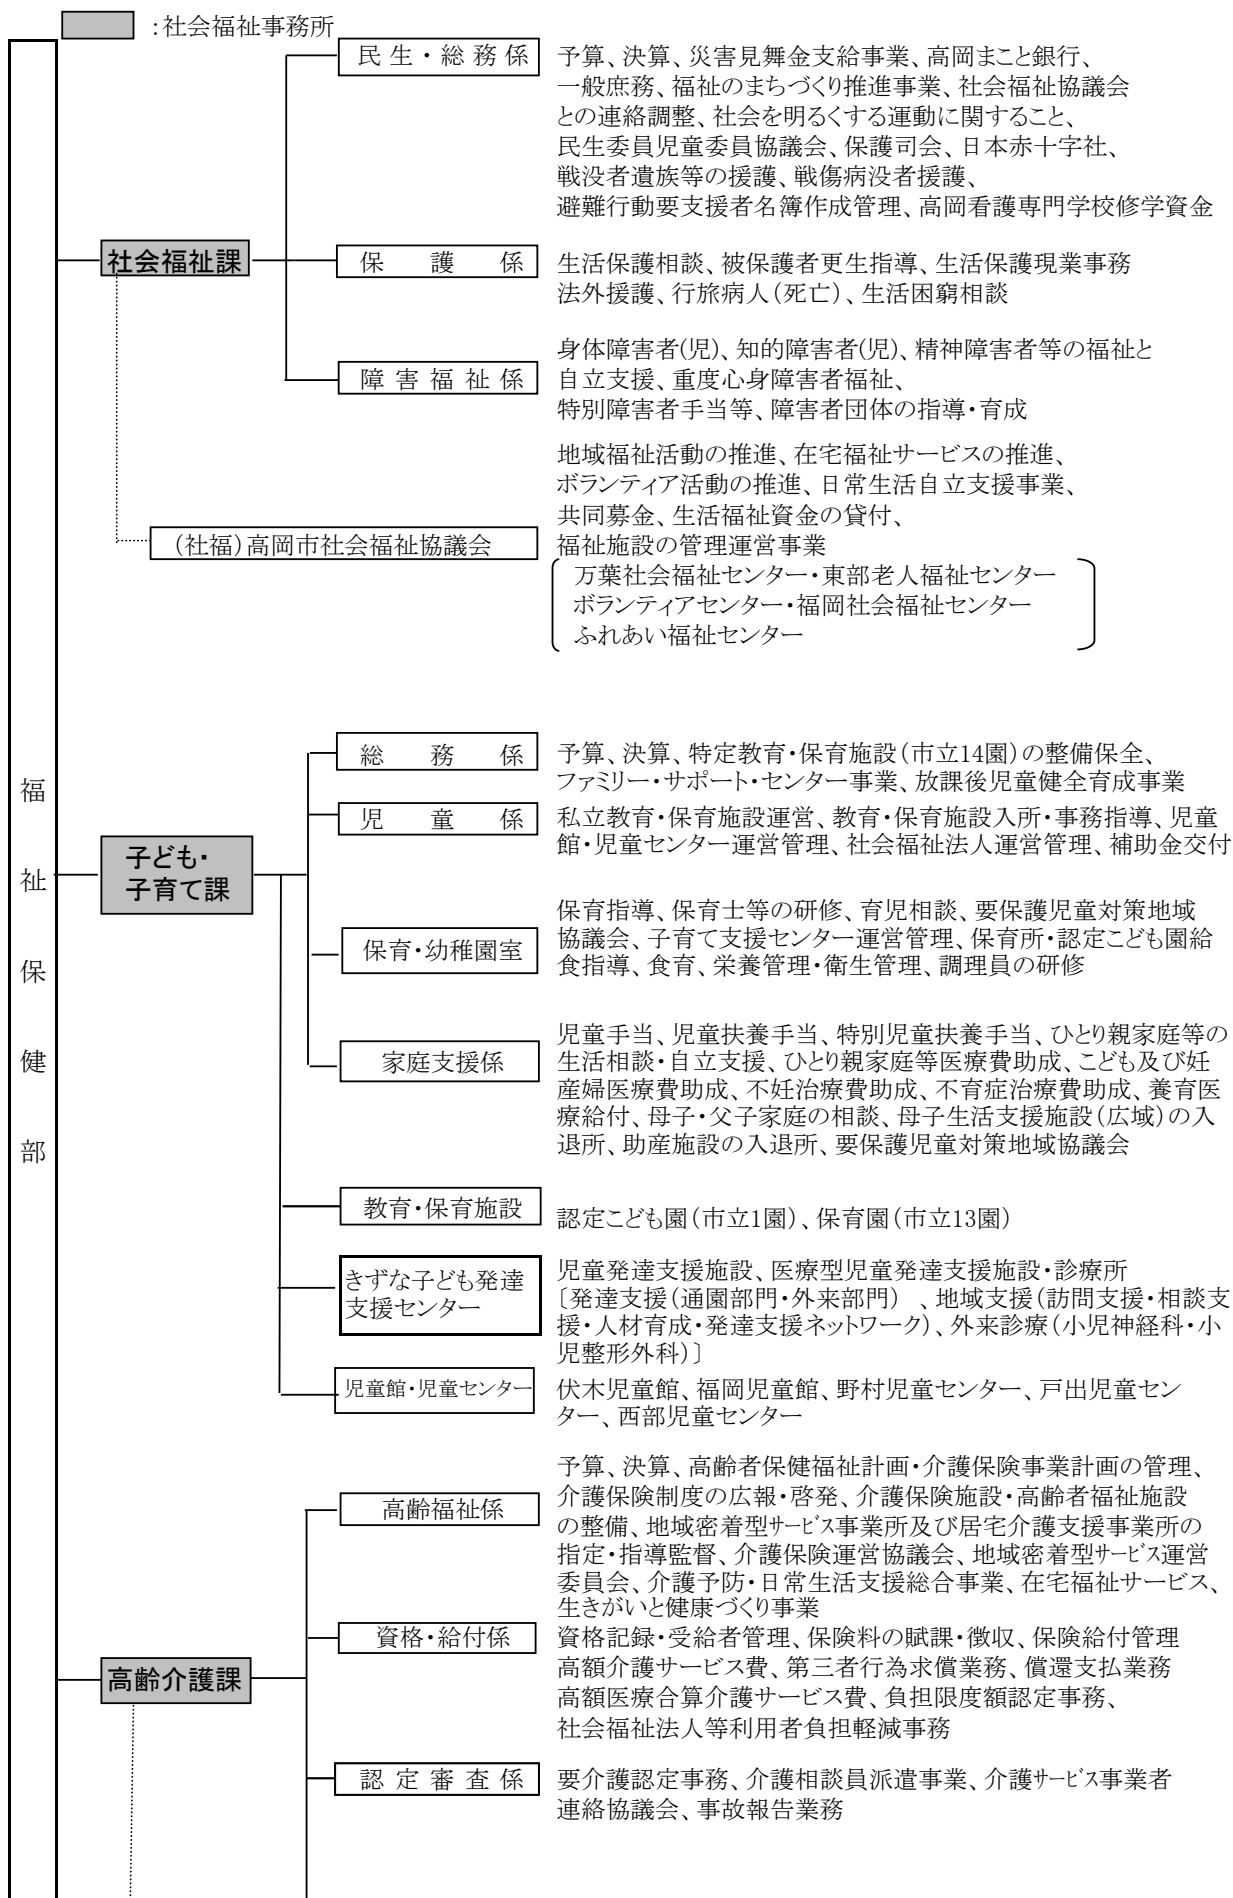 ：社会福祉事務所
福祉保健部
社会福祉課
民生・総務係
予算、決算、災害見舞金支給事業、高岡まこと銀行、
一般庶務、福祉のまちづくり推進事業、社会福祉協議会
との連絡調整、社会を明るくする運動に関すること、
民生委員児童委員協議会、保護司会、日本赤十字社、
戦没者遺族等の援護、戦傷病没者援護、
避難行動要支援者名簿作成管理、高岡看護専門学校修学資金
保護係
生活保護相談、被保護者更生指導、生活保護現業事務
法外援護、行旅病人（死亡）、生活困窮相談
障害福祉係
身体障害者(児)、知的障害者(児)、精神障害者等の福祉と
自立支援、重度心身障害者福祉、
特別障害者手当等、障害者団体の指導・育成
（社福）高岡市社会福祉協議会
地域福祉活動の推進、在宅福祉サービスの推進、
ボランティア活動の推進、日常生活自立支援事業、
共同募金、生活福祉資金の貸付、
福祉施設の管理運営事業
万葉社会福祉センター・東部老人福祉センター
ボランティアセンター・福岡社会福祉センター
ふれあい福祉センター
子ども・
子育て課
総務係
予算、決算、特定教育・保育施設（市立14園）の整備保全、
ファミリー・サポート・センター事業、放課後児童健全育成事業
児童係
私立教育・保育施設運営、教育・保育施設入所・事務指導、児童
館・児童センター運営管理、社会福祉法人運営管理、補助金交付
保育・幼稚園室
保育指導、保育士等の研修、育児相談、要保護児童対策地域
協議会、子育て支援センター運営管理、保育所・認定こども園給
食指導、食育、栄養管理・衛生管理、調理員の研修
家庭支援係
児童手当、児童扶養手当、特別児童扶養手当、ひとり親家庭等の
生活相談・自立支援、ひとり親家庭等医療費助成、こども及び妊
産婦医療費助成、不妊治療費助成、不育症治療費助成、養育医
療給付、母子・父子家庭の相談、母子生活支援施設（広域）の入
退所、助産施設の入退所、要保護児童対策地域協議会
教育・保育施設
認定こども園（市立1園）、保育園（市立13園）
きずな子ども発達
支援センター
児童発達支援施設、医療型児童発達支援施設・診療所
〔発達支援（通園部門・外来部門） 、地域支援（訪問支援・相談支
援・人材育成・発達支援ネットワーク）、外来診療（小児神経科・小
児整形外科）〕
児童館・児童センター
伏木児童館、福岡児童館、野村児童センター、戸出児童セン
ター、西部児童センター
高齢介護課
高齢福祉係
予算、決算、高齢者保健福祉計画・介護保険事業計画の管理、
介護保険制度の広報・啓発、介護保険施設・高齢者福祉施設
の整備、地域密着型ｻｰﾋﾞｽ事業所及び居宅介護支援事業所の
指定・指導監督、介護保険運営協議会、地域密着型ｻｰﾋﾞｽ運営
委員会、介護予防・日常生活支援総合事業、在宅福祉サービス、
生きがいと健康づくり事業
資格・給付係
資格記録・受給者管理、保険料の賦課・徴収、保険給付管理
高額介護サービス費、第三者行為求償業務、償還支払業務
高額医療合算介護サービス費、負担限度額認定事務、
社会福祉法人等利用者負担軽減事務
認定審査係
要介護認定事務、介護相談員派遣事業、介護ｻｰﾋﾞｽ事業者
連絡協議会、事故報告業務